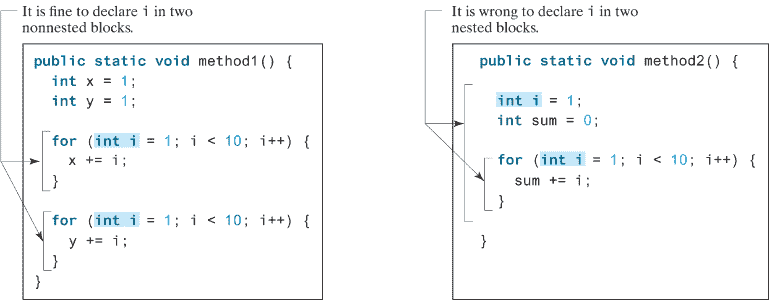 It is fine to declare i in two
nonnested blocks.
public static void method1() {
int x = 1;
int y = 1;
for (int i = 1; i < 10; i++) {
x += i;
}
for (int i = 1; i < 10; i++) {
y += i;
}
}
It is wrong to declare i in two
nested blocks.
public static void method2() {
int i = 1;
int sum = 0;
for (int i = 1; i < 10; i++) {
sum += i;
}
}